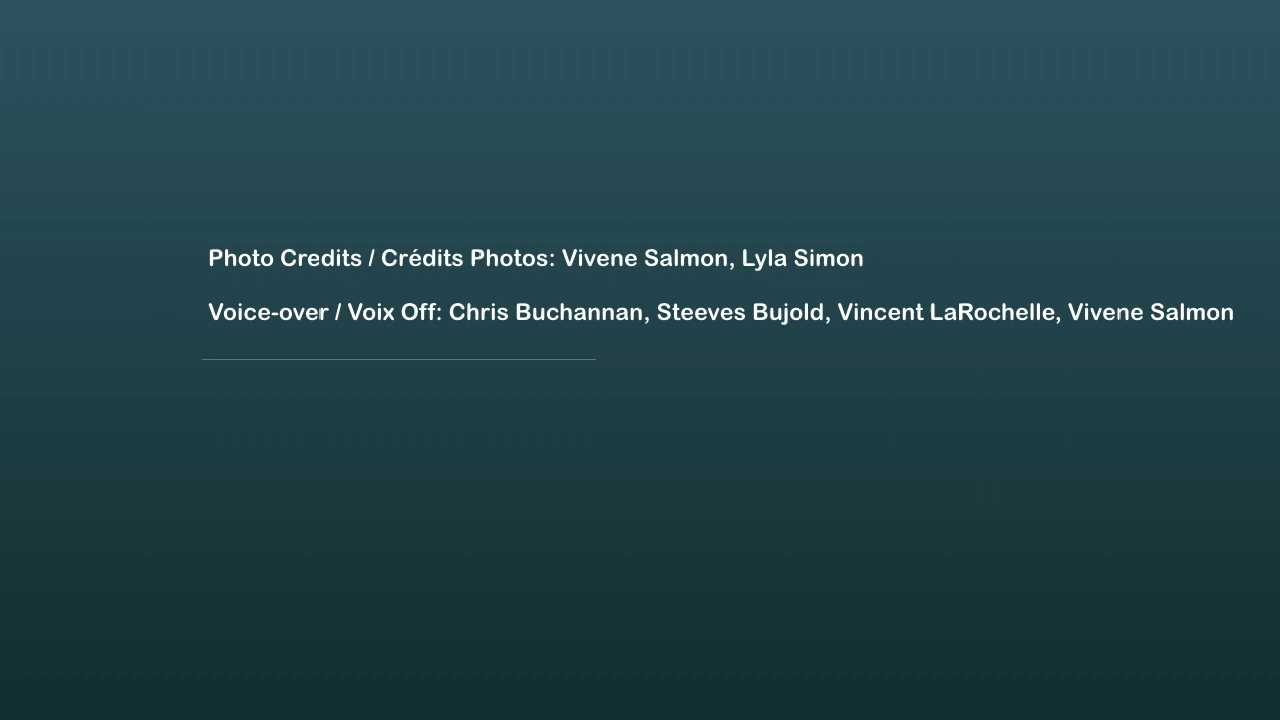 Photo Credits / Crédits Photos: Vivene Salmon, Lyla Simon
Voice-over / Voix Off: Chris Buchannan, Steeves Bujold, Vincent LaRochelle, Vivene Salmon